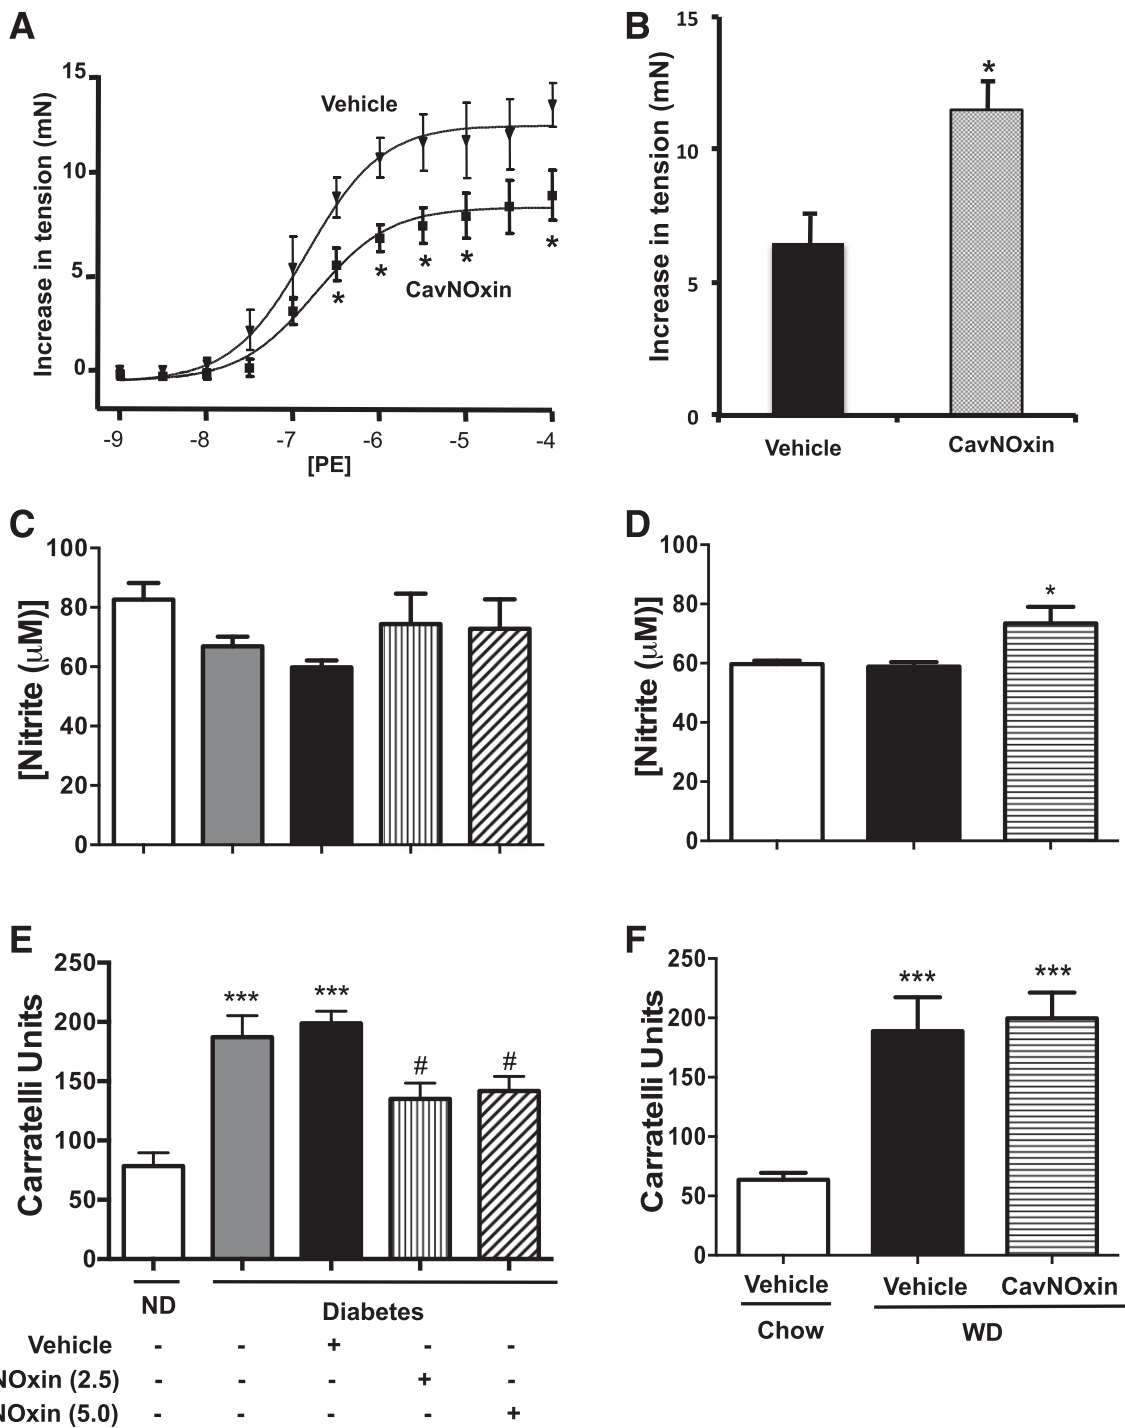 A
Increase in tension (mN)
15
10
5
0
Vehicle
CavNOxin
*
*
*
*
*
-9 -8 -7 -6 -5 -4
[PE]
B
Increase in tension (mN)
15
10
5
0
*
Vehicle CavNOxin
C
[Nitrite (μM)]
100
80
60
40
20
0
D
[Nitrite (μM)]
100
80
60
40
20
0
*
E
Carratelli Units
250
200
150
100
50
0
*** *** # #
ND Diabetes
Vehicle - - + - -
NOxin (2.5) - - - + -
NOxin (5.0) - - - - +
F
Carratelli Units
250
200
150
100
50
0
*** ***
Vehicle Vehicle CavNOxin
Chow WD